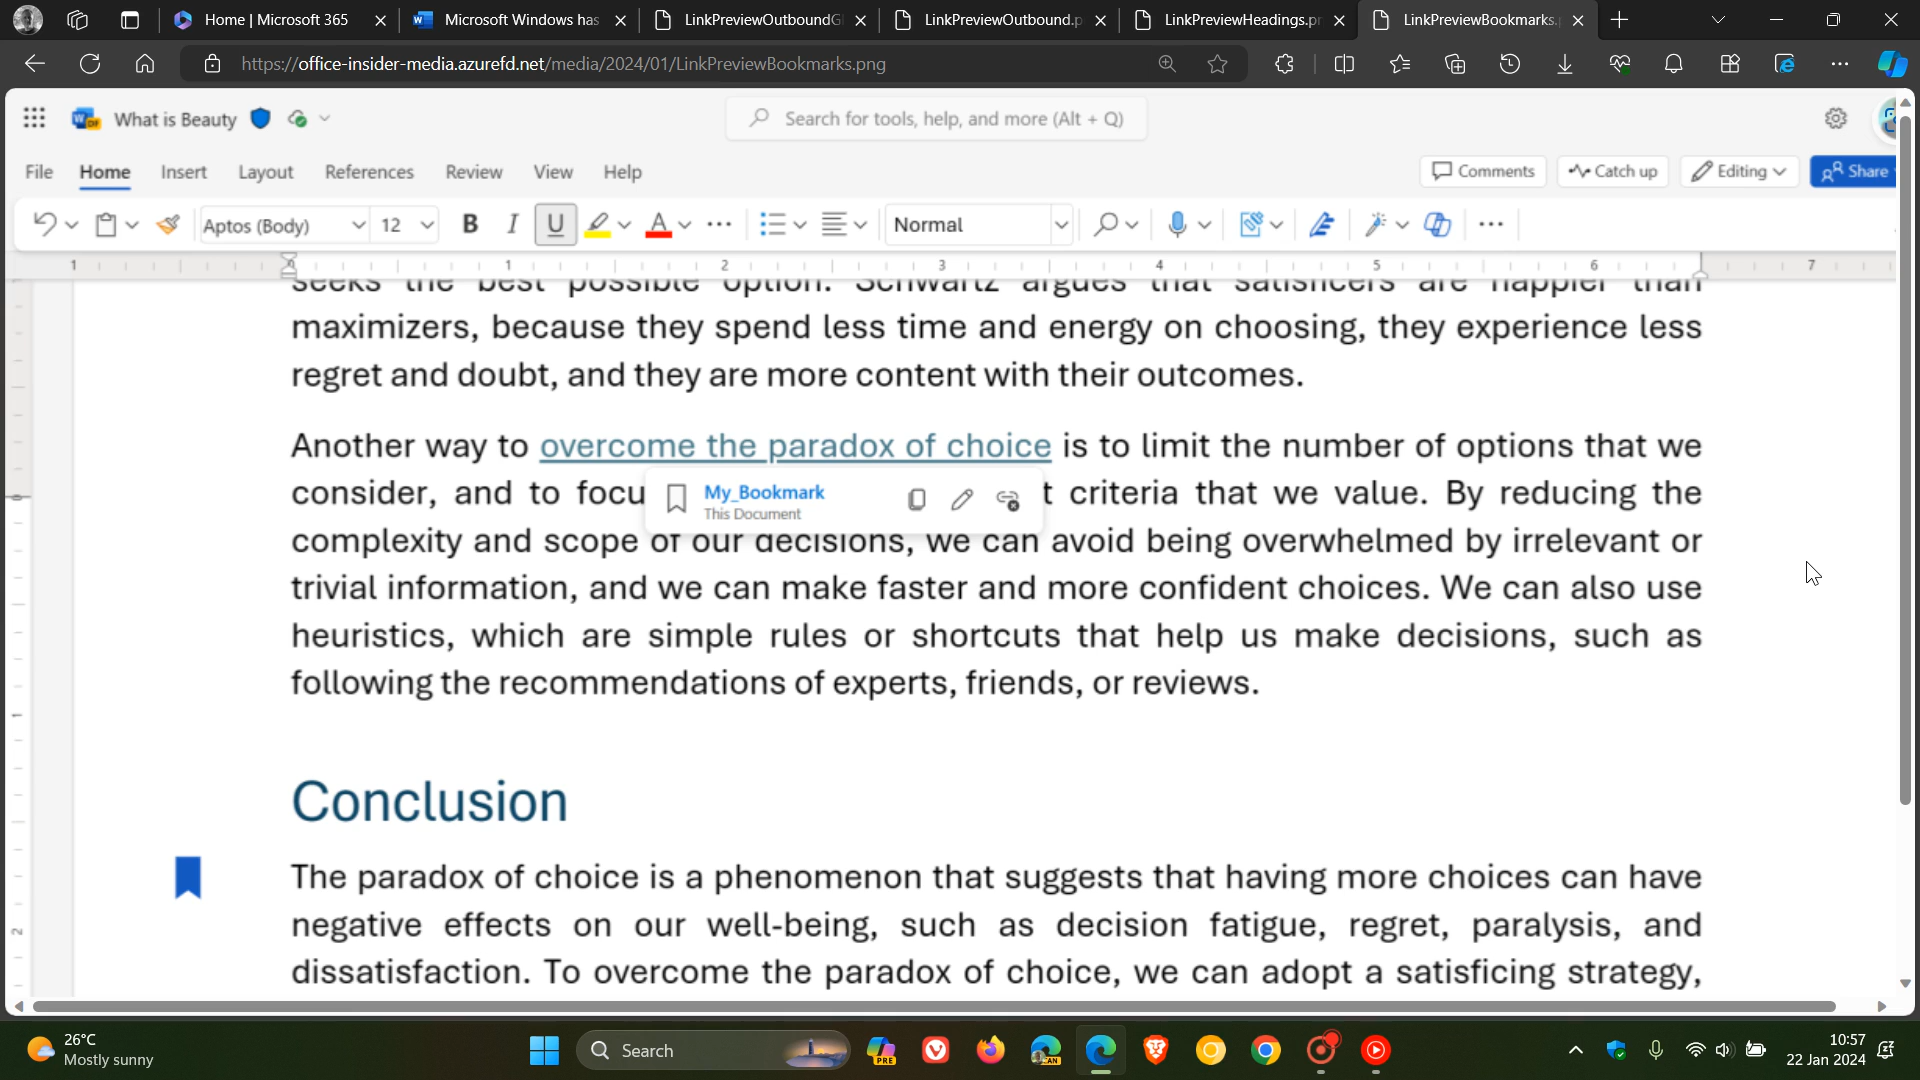 Home | Microsoft 365
Microsoft Windows has
LinkPreviewOutboundG
LinkPreviewOutbound.p
LinkPreviewHeadings.pr
LinkPreviewBookmarks.
https://office-insider-media.azurefd.net/media/2024/01/LinkPreviewBookmarks.png
What is Beauty
Search for tools, help, and more (Alt + Q)
File Home Insert Layout References Review View Help
Comments Catch up Editing Share
Aptos (Body) 12 B I U A Normal
1 1 2 3 4 5 6 7
seeks the best possible option. Schwartz argues that satisficers are happier than
maximizers, because they spend less time and energy on choosing, they experience less
regret and doubt, and they are more content with their outcomes.
Another way to overcome the paradox of choice is to limit the number of options that we
consider, and to focu t criteria that we value. By reducing the
My_Bookmark
This Document
complexity and scope of our decisions, we can avoid being overwhelmed by irrelevant or
trivial information, and we can make faster and more confident choices. We can also use
heuristics, which are simple rules or shortcuts that help us make decisions, such as
following the recommendations of experts, friends, or reviews.
1
Conclusion
The paradox of choice is a phenomenon that suggests that having more choices can have
negative effects on our well-being, such as decision fatigue, regret, paralysis, and
2
dissatisfaction. To overcome the paradox of choice, we can adopt a satisficing strategy,
26°C
Mostly sunny
Search
PRE
CAN
10:57
22 Jan 2024